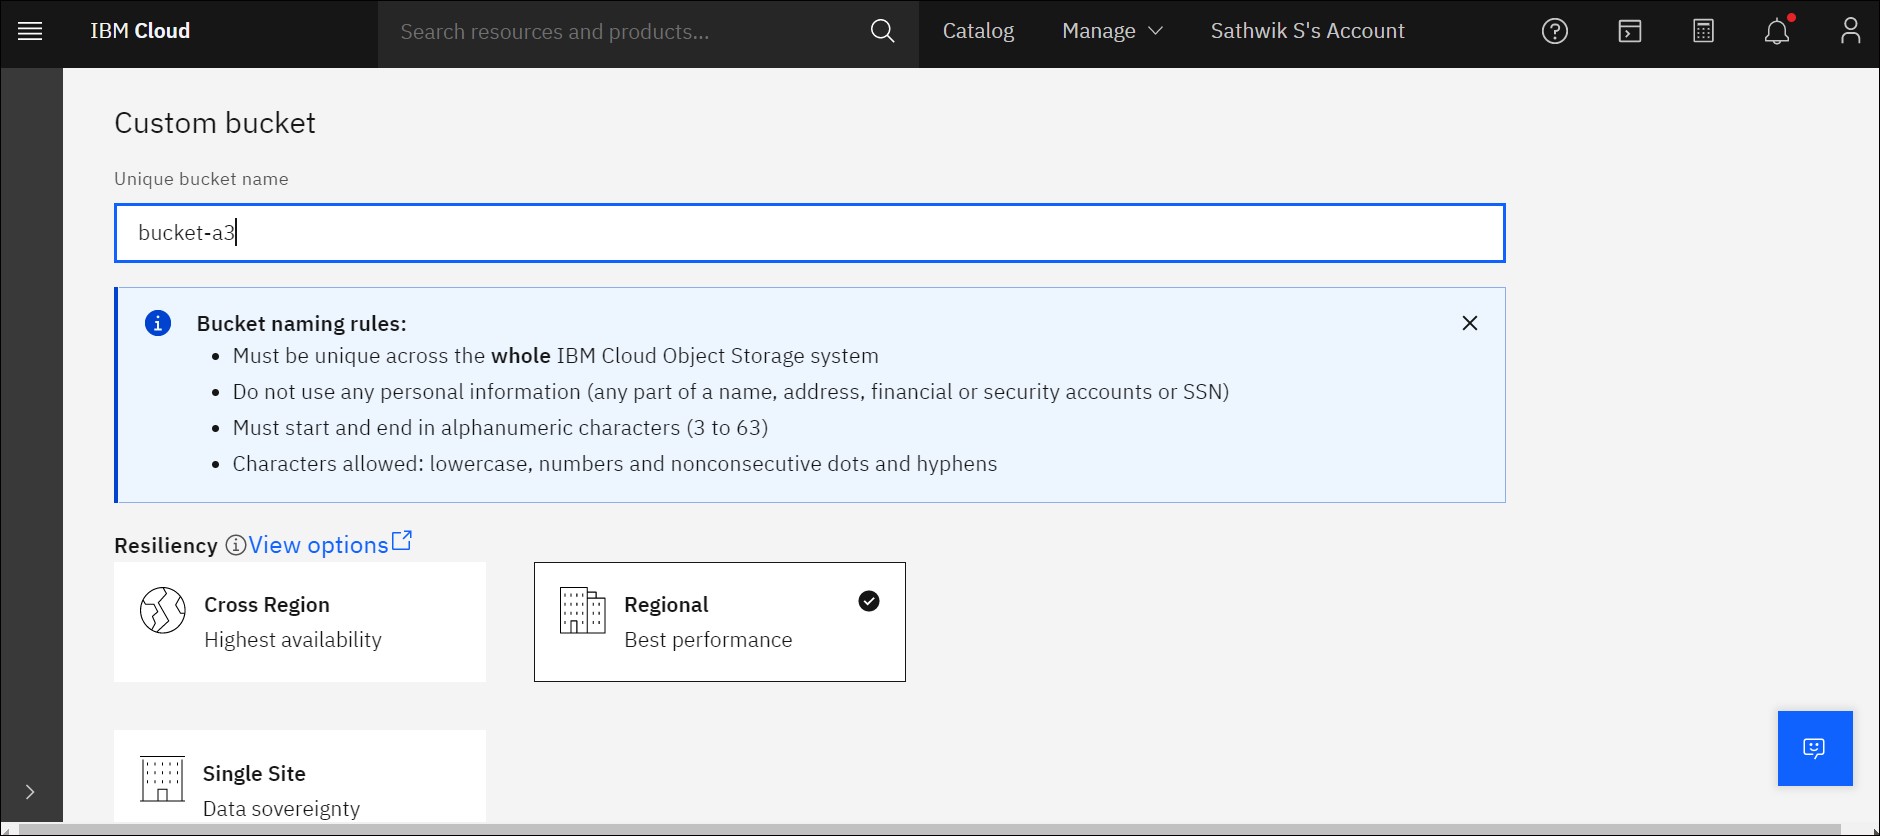 IBM Cloud
Search resources and products...
Catalog
Manage
Sathwik S's Account
Custom bucket
Unique bucket name
bucket-a3
Bucket naming rules:
Must be unique across the whole IBM Cloud Object Storage system
Do not use any personal information (any part of a name, address, financial or security accounts or SSN)
Must start and end in alphanumeric characters (3 to 63)
Characters allowed: lowercase, numbers and nonconsecutive dots and hyphens
Resiliency View options
Cross Region
Highest availability
Regional
Best performance
Single Site
Data sovereignty